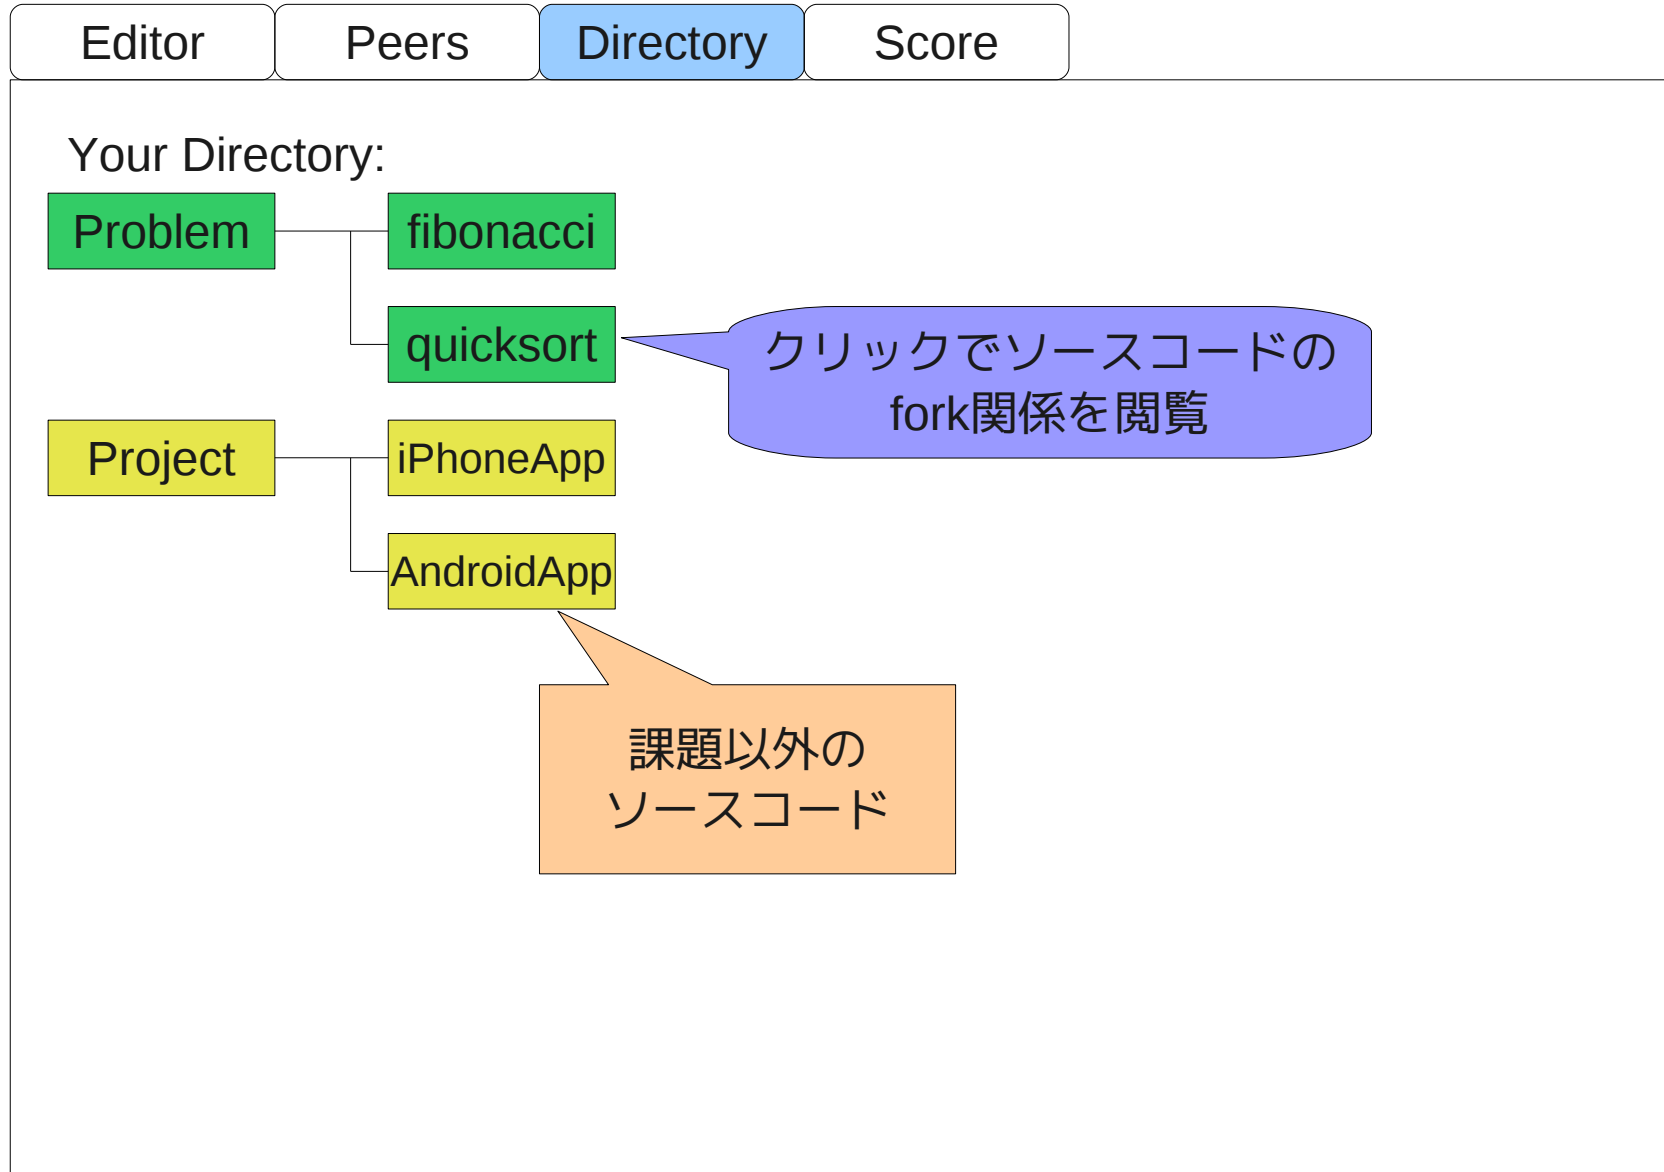 Editor
Peers
Directory
Score
Your Directory:
Problem
fibonacci
quicksort
クリックでソースコードの
fork関係を閲覧
Project
iPhoneApp
AndroidApp
課題以外の
ソースコード